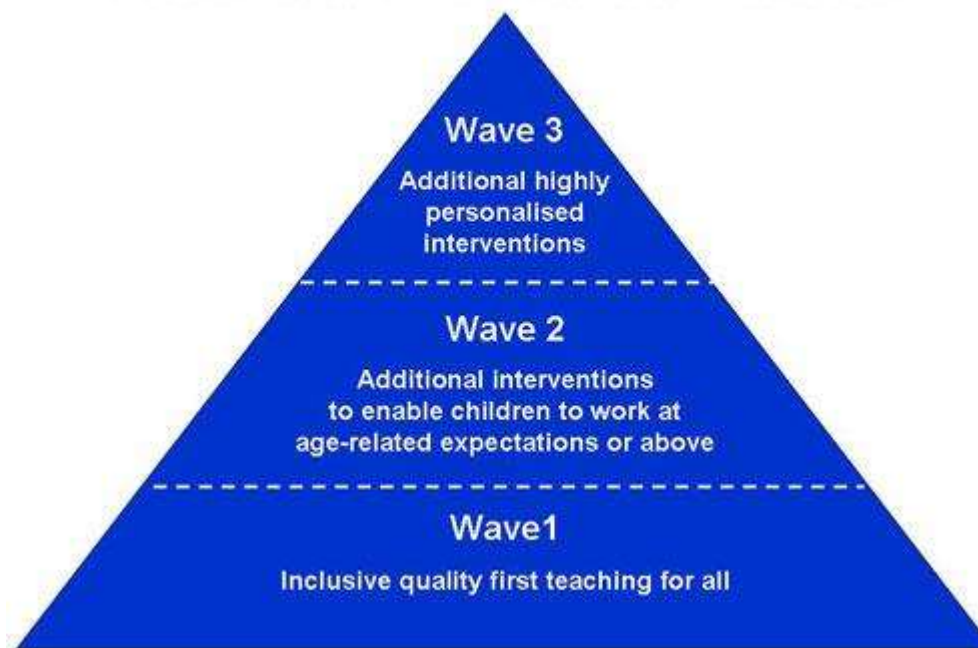 Wave 3
Additional highly
personalised
interventions
Wave 2
Additional interventions
to enable children to work at
age-related expectations or above
Wave1
Inclusive quality first teaching for all